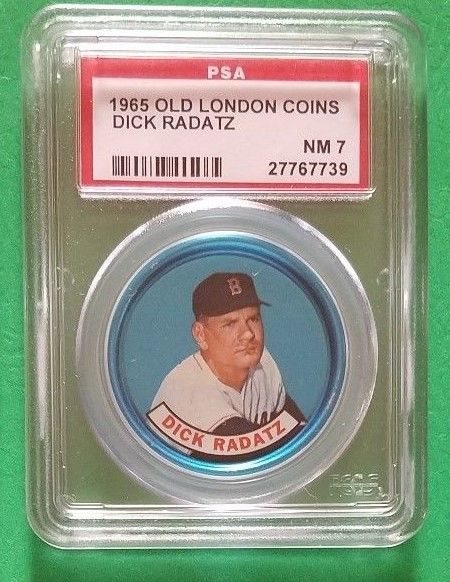 PSA
1965 OLD LONDON COINS
DICK RADATZ
NM 7
27767739
B
DICK RADATZ